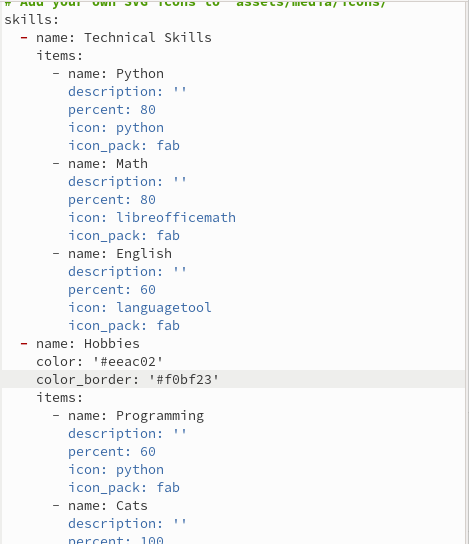 # Add your own SVG icons to `assets/media/icons/`
skills:
  - name: Technical Skills
    items:
      - name: Python
        description: ''
        percent: 80
        icon: python
        icon_pack: fab
      - name: Math
        description: ''
        percent: 80
        icon: libreofficemath
        icon_pack: fab
      - name: English
        description: ''
        percent: 60
        icon: languagetool
        icon_pack: fab
  - name: Hobbies
    color: '#eeac02'
    color_border: '#f0bf23'
    items:
      - name: Programming
        description: ''
        percent: 60
        icon: python
        icon_pack: fab
      - name: Cats
        description: ''
        percent: 100